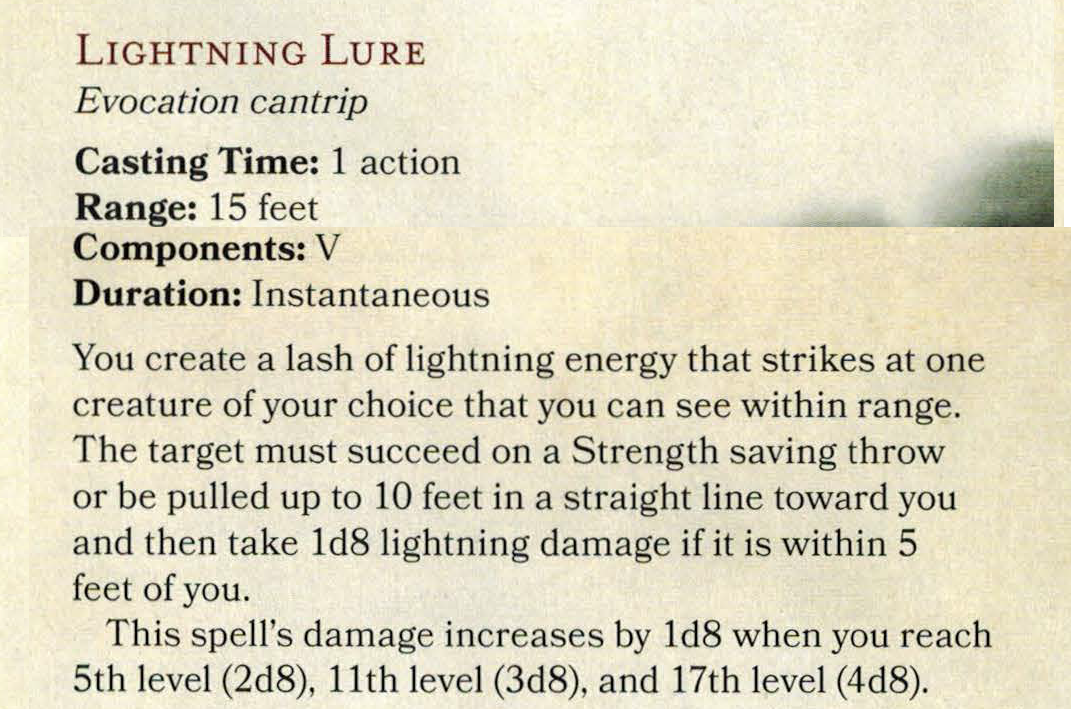 Lightning Lure
Evocation cantrip
Casting Time: 1 action
Range: 15 feet
Components: V
Duration: Instantaneous
You create a lash of lightning energy that strikes at one
creature of your choice that you can see within range.
The target must succeed on a Strength saving throw
or be pulled up to 10 feet in a straight line toward you
and then take 1d8 lightning damage if it is within 5
feet of you.
This spell's damage increases by 1d8 when you reach
5th level (2d8), 11th level (3d8), and 17th level (4d8).